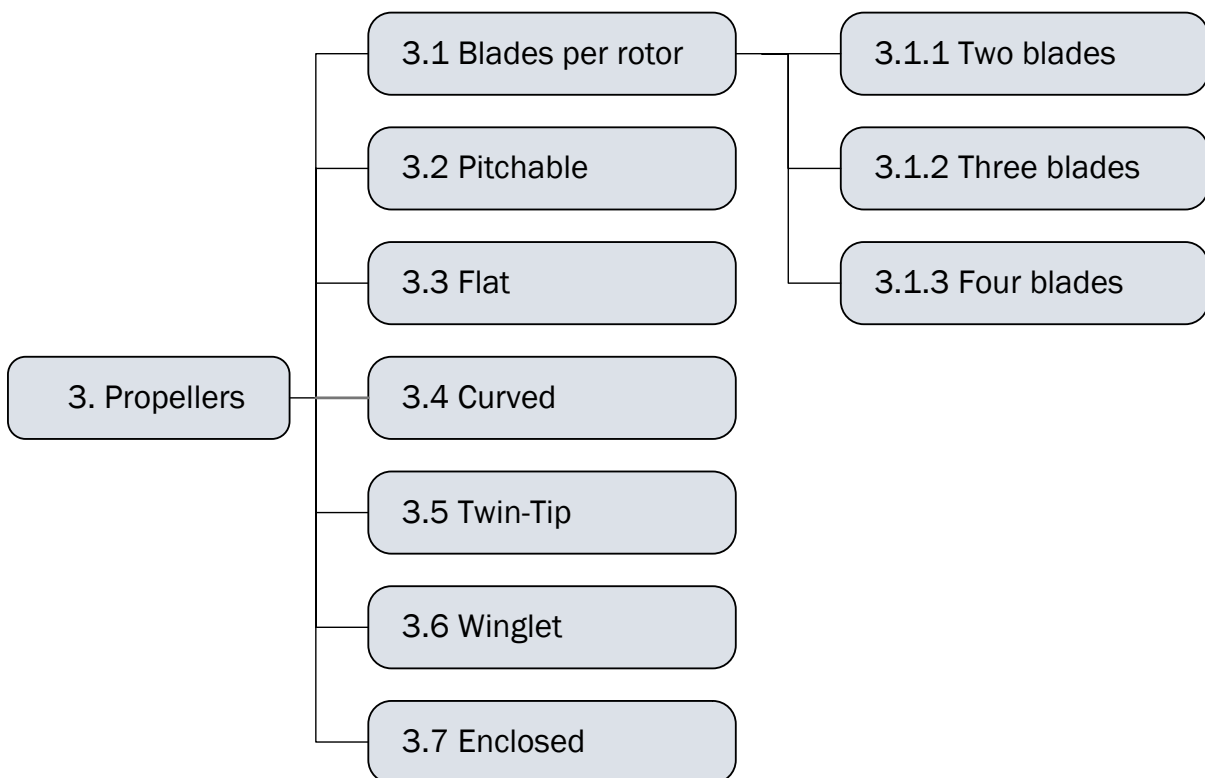 3. Propellers
3.1 Blades per rotor
3.1.1 Two blades
3.1.2 Three blades
3.1.3 Four blades
3.2 Pitchable
3.3 Flat
3.4 Curved
3.5 Twin-Tip
3.6 Winglet
3.7 Enclosed